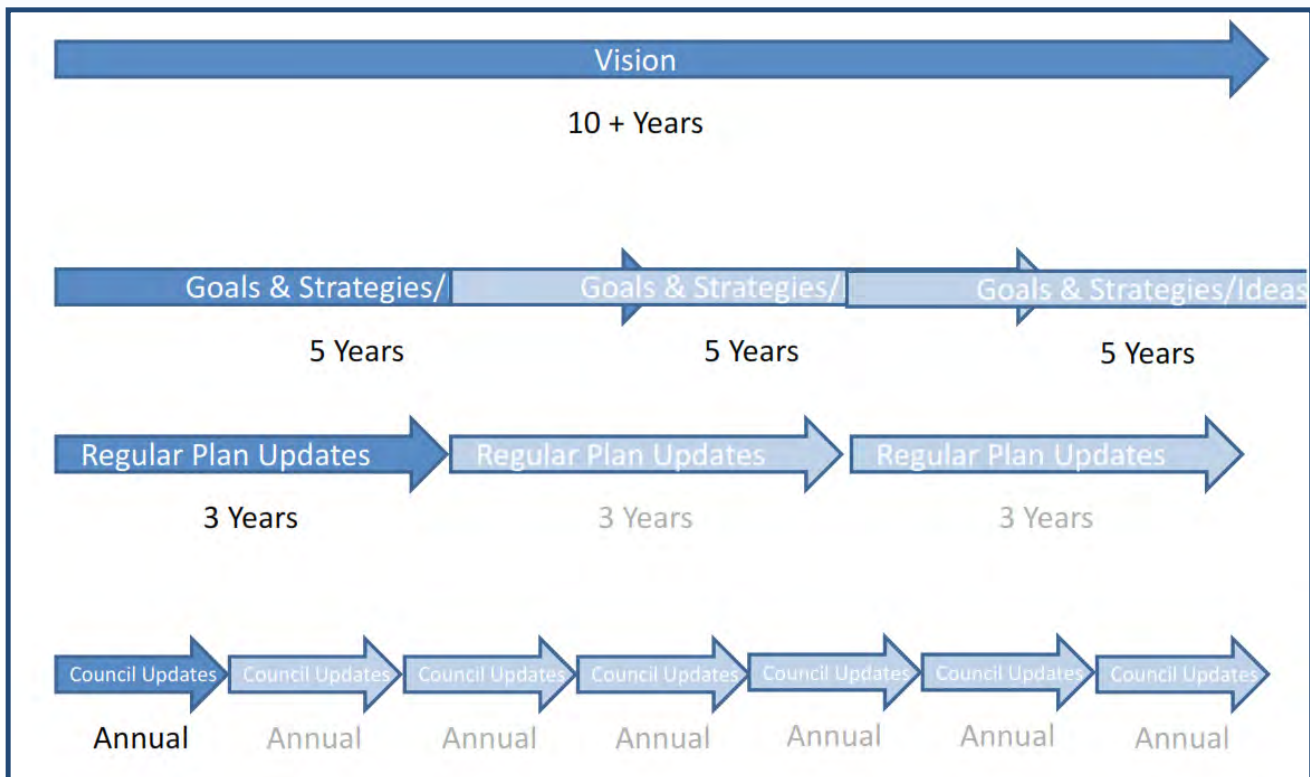 Vision
10 + Years
Goals & Strategies/
Goals & Strategies/
Goals & Strategies/Ideas
5 Years
5 Years
5 Years
Regular Plan Updates
Regular Plan Updates
Regular Plan Updates
3 Years
3 Years
3 Years
Council Updates
Council Updates
Council Updates
Council Updates
Council Updates
Council Updates
Council Updates
Annual
Annual
Annual
Annual
Annual
Annual
Annual